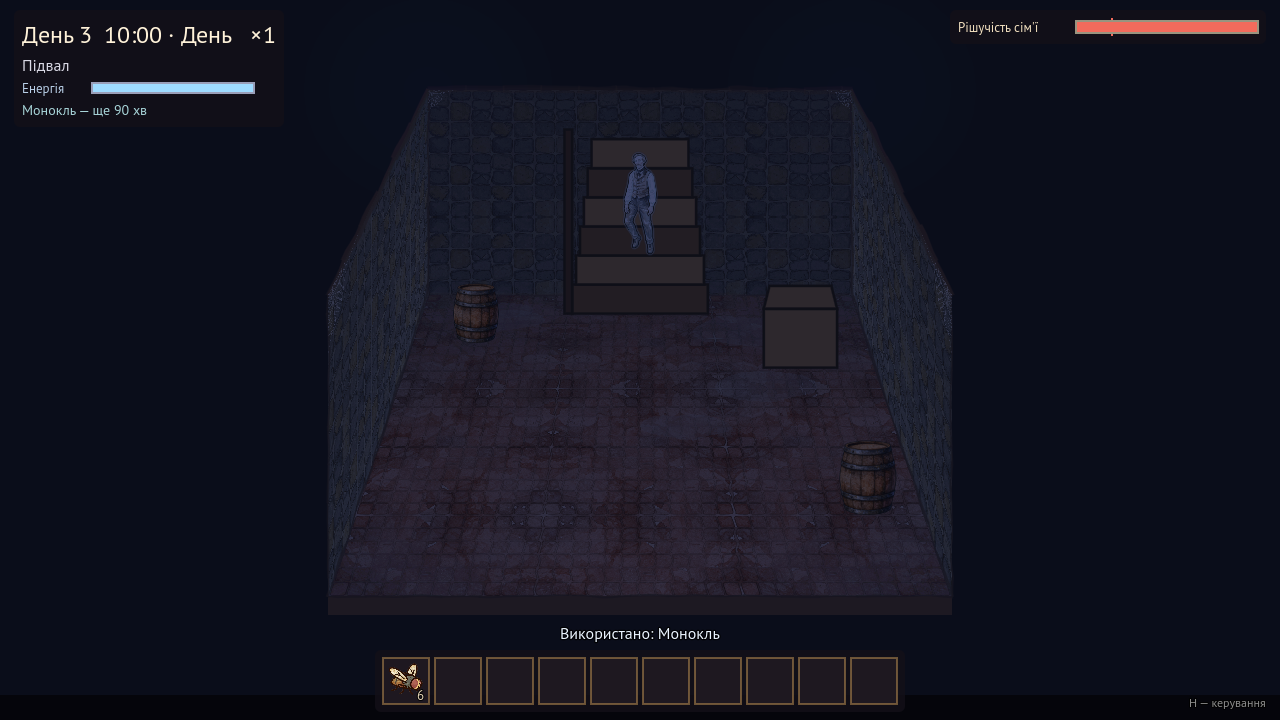 День 3 10:00 · День ×1
Підвал
Енергія
Монокль — ще 90 хв
Рішучість сім'ї
Використано: Монокль
6
Н — керування